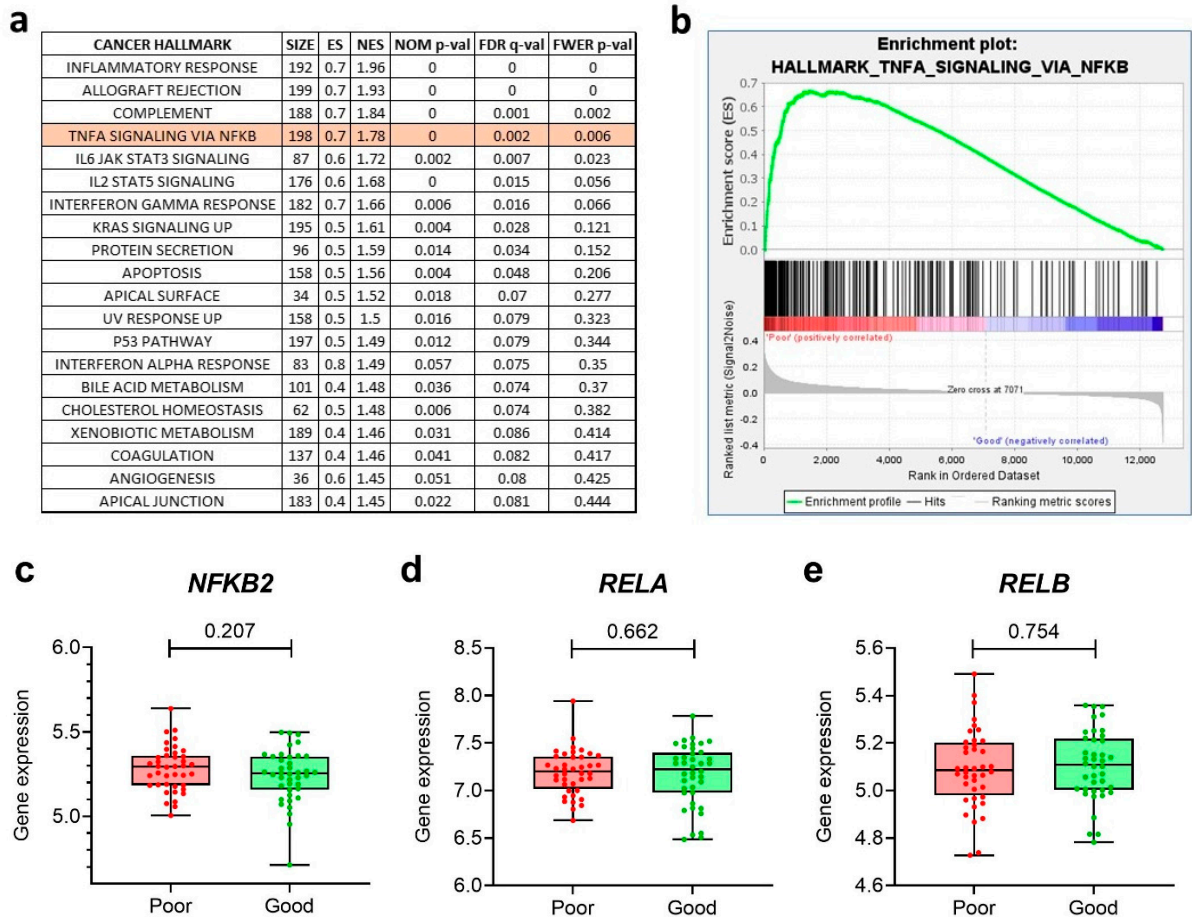 a
CANCER HALLMARK SIZE ES NES NOM p-val FDR q-val FWER p-val
INFLAMMATORY RESPONSE 192 0.7 1.96 0 0 0
ALLOGRAFT REJECTION 199 0.7 1.93 0 0 0
COMPLEMENT 188 0.7 1.84 0 0.001 0.002
TNFA SIGNALING VIA NFKB 198 0.7 1.78 0 0.002 0.006
IL6 JAK STAT3 SIGNALING 87 0.6 1.72 0.002 0.007 0.023
IL2 STAT5 SIGNALING 176 0.6 1.68 0 0.015 0.056
INTERFERON GAMMA RESPONSE 182 0.7 1.66 0.006 0.016 0.066
KRAS SIGNALING UP 195 0.5 1.61 0.004 0.028 0.121
PROTEIN SECRETION 96 0.5 1.59 0.014 0.034 0.152
APOPTOSIS 158 0.5 1.56 0.004 0.048 0.206
APICAL SURFACE 34 0.5 1.52 0.018 0.07 0.277
UV RESPONSE UP 158 0.5 1.5 0.016 0.079 0.323
P53 PATHWAY 197 0.5 1.49 0.012 0.079 0.344
INTERFERON ALPHA RESPONSE 83 0.8 1.49 0.057 0.075 0.35
BILE ACID METABOLISM 101 0.4 1.48 0.036 0.074 0.37
CHOLESTEROL HOMEOSTASIS 62 0.5 1.48 0.006 0.074 0.382
XENOBIOTIC METABOLISM 189 0.4 1.46 0.031 0.086 0.414
COAGULATION 137 0.4 1.46 0.041 0.082 0.417
ANGIOGENESIS 36 0.6 1.45 0.051 0.08 0.425
APICAL JUNCTION 183 0.4 1.45 0.022 0.081 0.444
b
Enrichment plot:
HALLMARK_TNFA_SIGNALING_VIA_NFKB
Enrichment score (ES)
0.7
0.6
0.5
0.4
0.3
0.2
0.1
0.0
Ranked list metric (Signal2Noise)
'Poor' (positively correlated)
0.4
0.2
0.0
-0.2
-0.4
Zero cross at 7071
'Good' (negatively correlated)
0 2,000 4,000 6,000 8,000 10,000 12,000
Rank in Ordered Dataset
Enrichment profile Hits Ranking metric scores
c
NFKB2
0.207
Gene expression
6.0
5.5
5.0
Poor Good
d
RELA
0.662
Gene expression
8.5
8.0
7.5
7.0
6.5
6.0
Poor Good
e
RELB
0.754
Gene expression
5.6
5.4
5.2
5.0
4.8
4.6
Poor Good